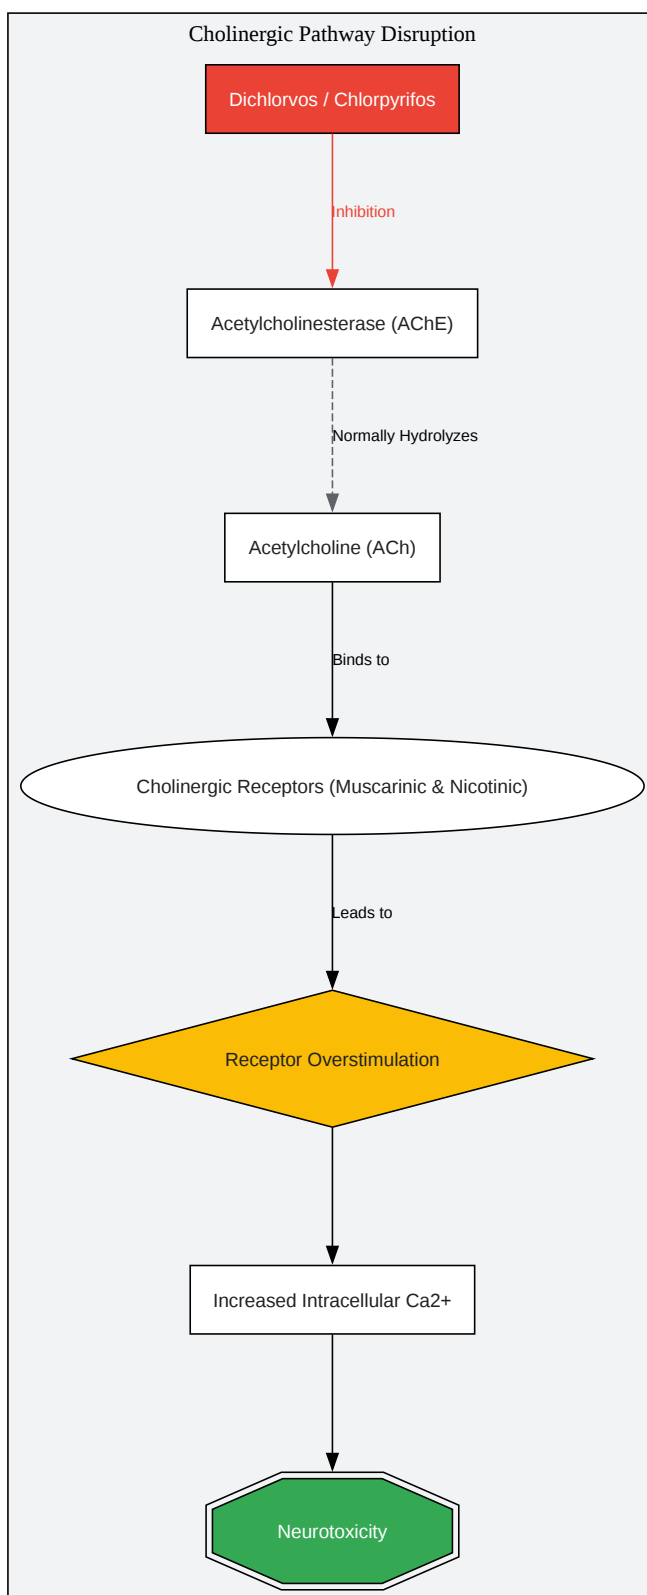 Cholinergic Pathway Disruption
Dichlorvos / Chlorpyrifos
Inhibition
Acetylcholinesterase (AChE)
Normally Hydrolyzes
Acetylcholine (ACh)
Binds to
Cholinergic Receptors (Muscarinic & Nicotinic)
Leads to
Receptor Overstimulation
Increased Intracellular Ca2+
Neurotoxicity